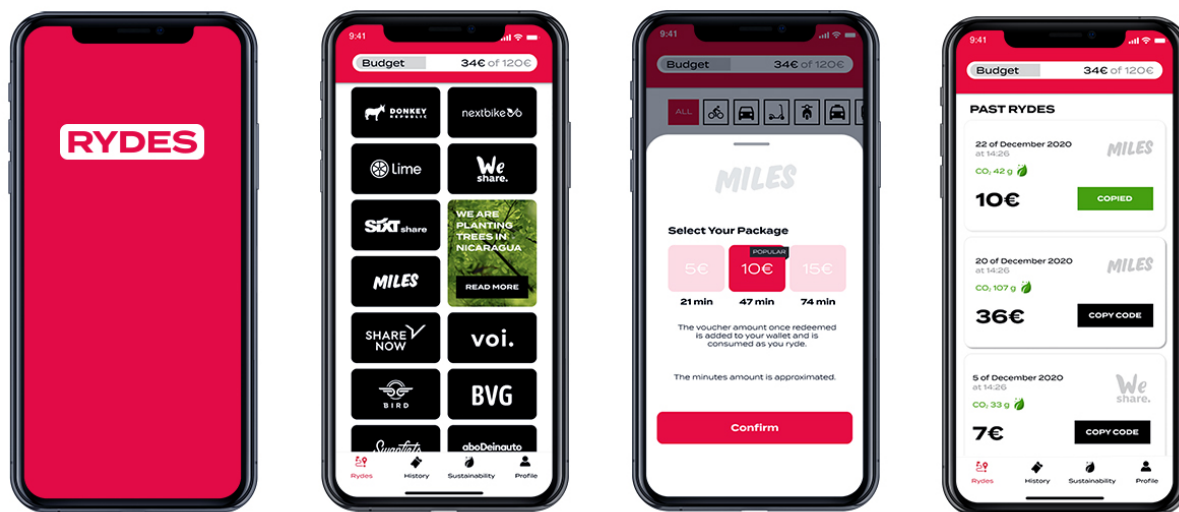 RYDES
9:41
Budget 34€ of 120€
DONKEY
REPUBLIC
nextbike
Lime
We
share.
SIXT share
WE ARE
PLANTING
TREES IN
NICARAGUA
READ MORE
MILES
SHARE
NOW
voi.
BIRD
BVG
Swapfiets
aboDeinauto
Rydes History Sustainability Profile
9:41
Budget 34€ of 120€
ALL
MILES
Select Your Package
POPULAR
5€ 10€ 15€
21 min 47 min 74 min
The voucher amount once redeemed
is added to your wallet and is
consumed as you ryde.
The minutes amount is approximated.
Confirm
9:41
Budget 34€ of 120€
PAST RYDES
22 of December 2020
at 14:26
MILES
CO₂ 42 g
10€ COPIED
20 of December 2020
at 14:26
MILES
CO₂ 107 g
36€ COPY CODE
5 of December 2020
at 14:26
We
share.
CO₂ 33 g
7€ COPY CODE
Rydes History Sustainability Profile